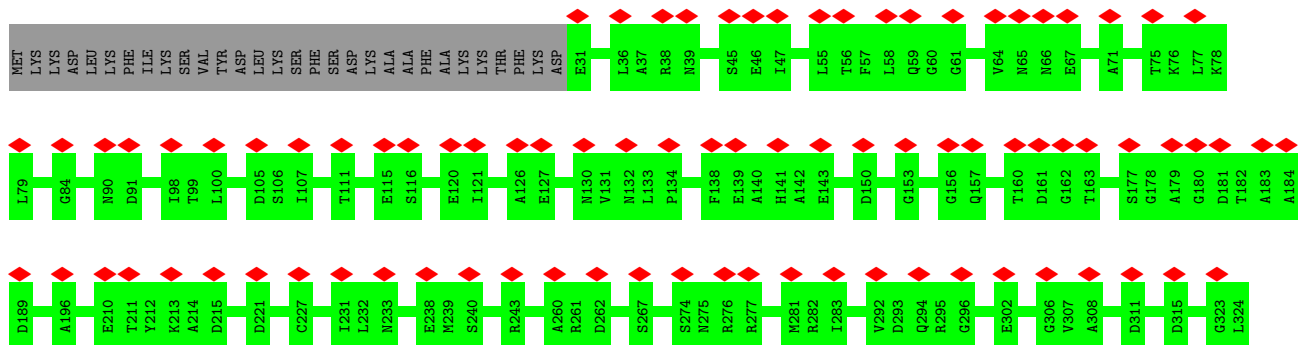 MET LYS LYS ASP LEU LYS PHE ILE LYS SER VAL TYR ASP LEU LYS SER PHE SER ASP LYS ALA ALA PHE ALA LYS LYS THR PHE LYS ASP E31 L36 A37 R38 N39 S45 E46 I47 L55 T56 F57 L58 Q59 G60 G61 V64 N65 N66 E67 A71 T75 K76 L77 K78
L79 G84 N90 D91 I98 T99 L100 D105 S106 I107 T111 E115 S116 E120 I121 A126 E127 N130 V131 N132 L133 P134 F138 E139 A140 H141 A142 E143 D150 G153 G156 Q157 T160 D161 G162 T163 S177 G178 A179 G180 D181 T182 A183 A184
D189 A196 E210 T211 Y212 K213 A214 D215 D221 C227 I231 L232 N233 E238 M239 S240 R243 A260 R261 D262 S267 S274 N275 R276 R277 M281 R282 I283 V292 D293 Q294 R295 G296 E302 G306 V307 A308 D311 D315 G323 L324